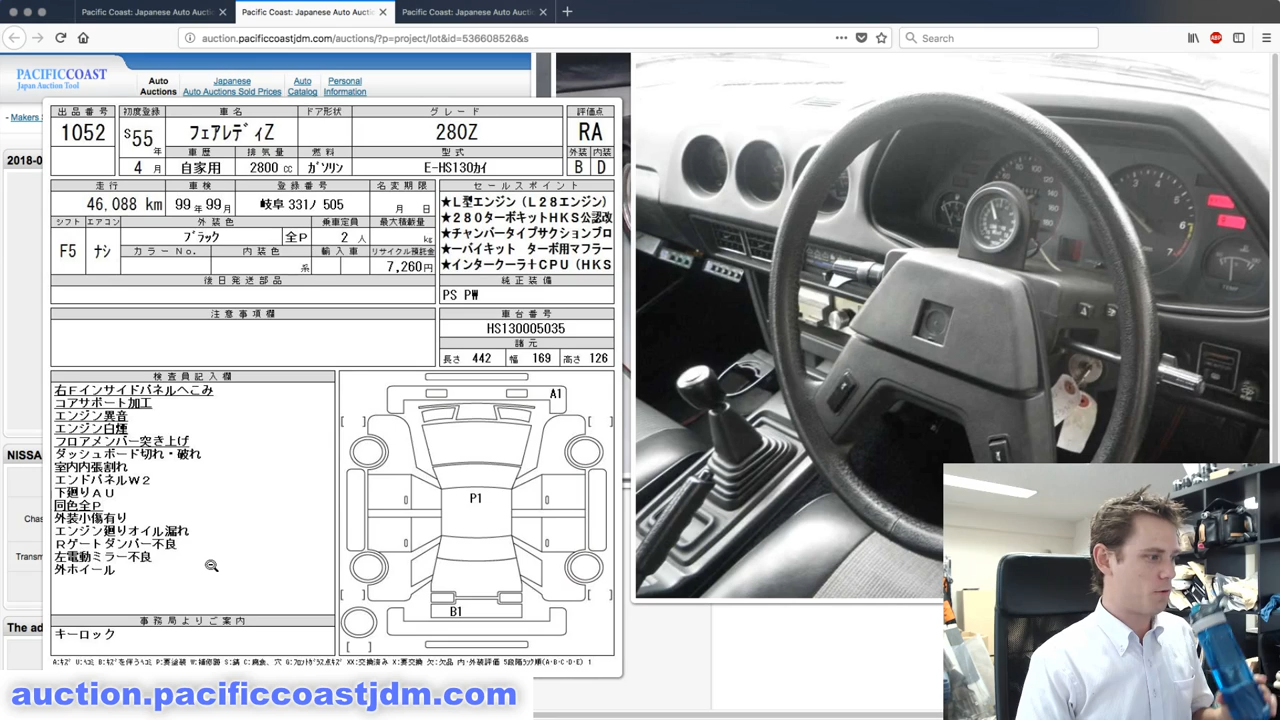 Pacific Coast: Japanese Auto Aucti
Pacific Coast: Japanese Auto Aucti
Pacific Coast: Japanese Auto Aucti
auction.pacificcoastjdm.com/auctions/?p=project/lot&id=536608526&s
Search
ABP
PACIFICCOAST
Japan Auction Tool
Auto Auctions
Japanese Auto Auctions Sold Prices
Auto Catalog
Personal Information
- Makers
2018-0
NISSA
Chas
Transm
The ad
出品番号 初度登録 車名 ドア形状 グレード 評価点
1052 S55年 フェアレディZ 280Z RA
車歴 排気量 燃料 型式 外装 内装
4 月 自家用 2800 cc ガソリン E-HS130カイ B D
走行 車検 登録番号 名変期限 セールスポイント
46,088 km 99年99月 岐阜 331ノ 505 月 日
★L型エンジン(L28エンジン)
★280ターボキットHKS公認改
★チャンバータイプサクションブロ
★ーバイキット ターボ用マフラー
★インタークーラ+CPU(HKS
シフト エアコン 外装色 乗車定員 最大積載量
F5 ナシ ブラック 全P 2 人 kg
カラーNo. 内装色 輸入車 リサイクル預託金
系 7,260円
後日発送部品 純正装備
PS PW
注意事項欄 車台番号
HS130005035
諸元
長さ 442 幅 169 高さ 126
検査員記入欄
右Fインサイドパネルへこみ
コアサポート加工
エンジン異音
エンジン白煙
フロアメンバー突き上げ
ダッシュボード切れ・破れ
室内内張割れ
エンドパネルW2
下廻りAU
同色全P
外装小傷有り
エンジン廻りオイル漏れ
Rゲートダンパー不良
左電動ミラー不良
外ホイール
A1
P1
B1
事務局よりご案内
キーロック
auction.pacificcoastjdm.com